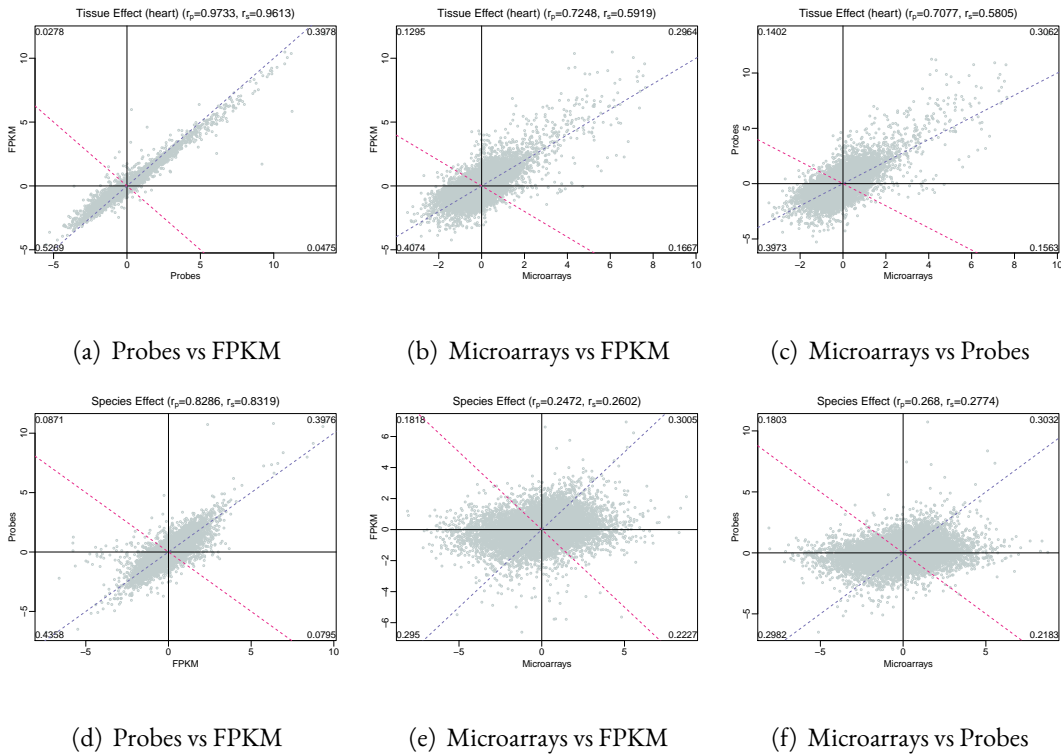 Tissue Effect (heart) (rp=0.9733, rs=0.9613)
0.0278
0.3978
0.5269
0.0475
−5 0 5 10
−5 0 5 10
Probes
FPKM
(a) Probes vs FPKM
Tissue Effect (heart) (rp=0.7248, rs=0.5919)
0.1295
0.2964
0.4074
0.1667
−2 0 2 4 6 8 10
−5 0 5 10
Microarrays
FPKM
(b) Microarrays vs FPKM
Tissue Effect (heart) (rp=0.7077, rs=0.5805)
0.1402
0.3062
0.3973
0.1563
−2 0 2 4 6 8 10
−5 0 5 10
Microarrays
Probes
(c) Microarrays vs Probes
Species Effect (rp=0.8286, rs=0.8319)
0.0871
0.3976
0.4358
0.0795
−5 0 5 10
−5 0 5 10
FPKM
Probes
(d) Probes vs FPKM
Species Effect (rp=0.2472, rs=0.2602)
0.1818
0.3005
0.295
0.2227
−5 0 5
−6 −4 −2 0 2 4 6
Microarrays
FPKM
(e) Microarrays vs FPKM
Species Effect (rp=0.268, rs=0.2774)
0.1803
0.3032
0.2982
0.2183
−5 0 5
−5 0 5 10
Microarrays
Probes
(f) Microarrays vs Probes